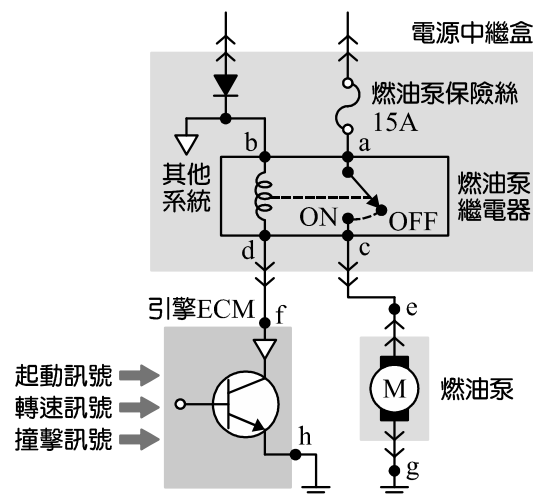 電源中繼盒
燃油泵保險絲
15A
b
a
其他
系統
燃油泵
繼電器
ON
OFF
d
c
引擎ECM
f
e
起動訊號
轉速訊號
撞擊訊號
M
燃油泵
h
g